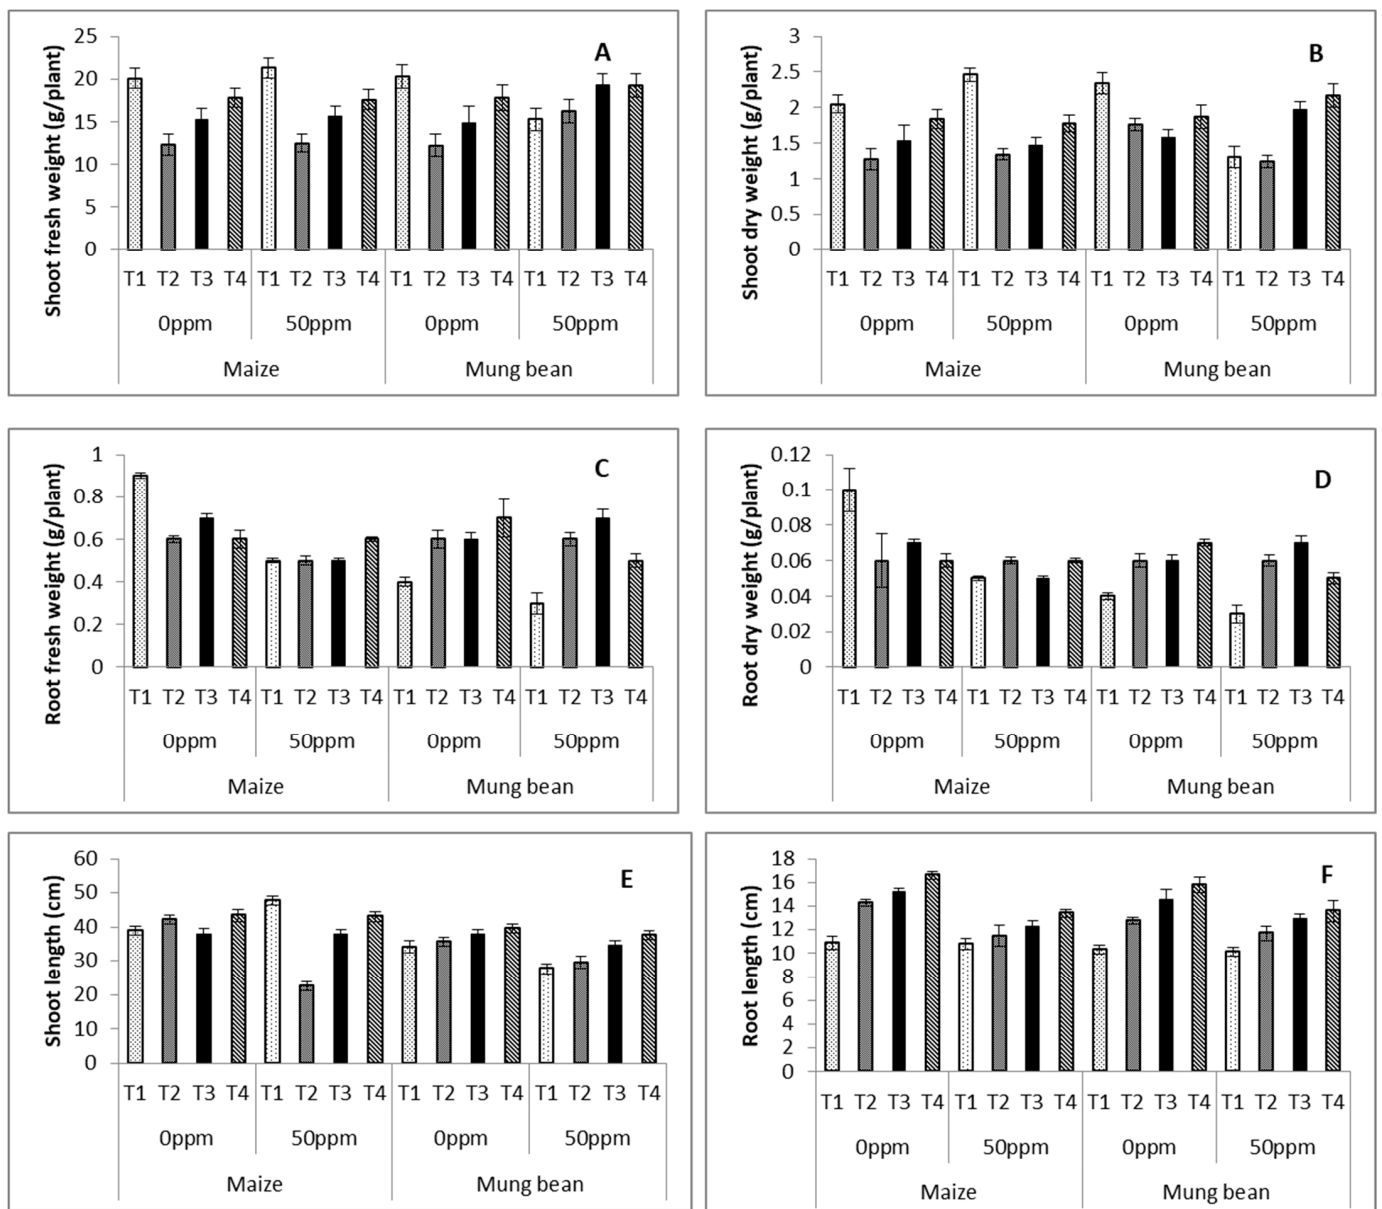 A
Shoot fresh weight (g/plant)
25
20
15
10
5
0
T1 T2 T3 T4 T1 T2 T3 T4 T1 T2 T3 T4 T1 T2 T3 T4
0ppm 50ppm 0ppm 50ppm
Maize Mung bean
B
Shoot dry weight (g/plant)
3
2.5
2
1.5
1
0.5
0
T1 T2 T3 T4 T1 T2 T3 T4 T1 T2 T3 T4 T1 T2 T3 T4
0ppm 50ppm 0ppm 50ppm
Maize Mung bean
C
Root fresh weight (g/plant)
1
0.8
0.6
0.4
0.2
0
T1 T2 T3 T4 T1 T2 T3 T4 T1 T2 T3 T4 T1 T2 T3 T4
0ppm 50ppm 0ppm 50ppm
Maize Mung bean
D
Root dry weight (g/plant)
0.12
0.1
0.08
0.06
0.04
0.02
0
T1 T2 T3 T4 T1 T2 T3 T4 T1 T2 T3 T4 T1 T2 T3 T4
0ppm 50ppm 0ppm 50ppm
Maize Mung bean
E
Shoot length (cm)
60
50
40
30
20
10
0
T1 T2 T3 T4 T1 T2 T3 T4 T1 T2 T3 T4 T1 T2 T3 T4
0ppm 50ppm 0ppm 50ppm
Maize Mung bean
F
Root length (cm)
18
16
14
12
10
8
6
4
2
0
T1 T2 T3 T4 T1 T2 T3 T4 T1 T2 T3 T4 T1 T2 T3 T4
0ppm 50ppm 0ppm 50ppm
Maize Mung bean